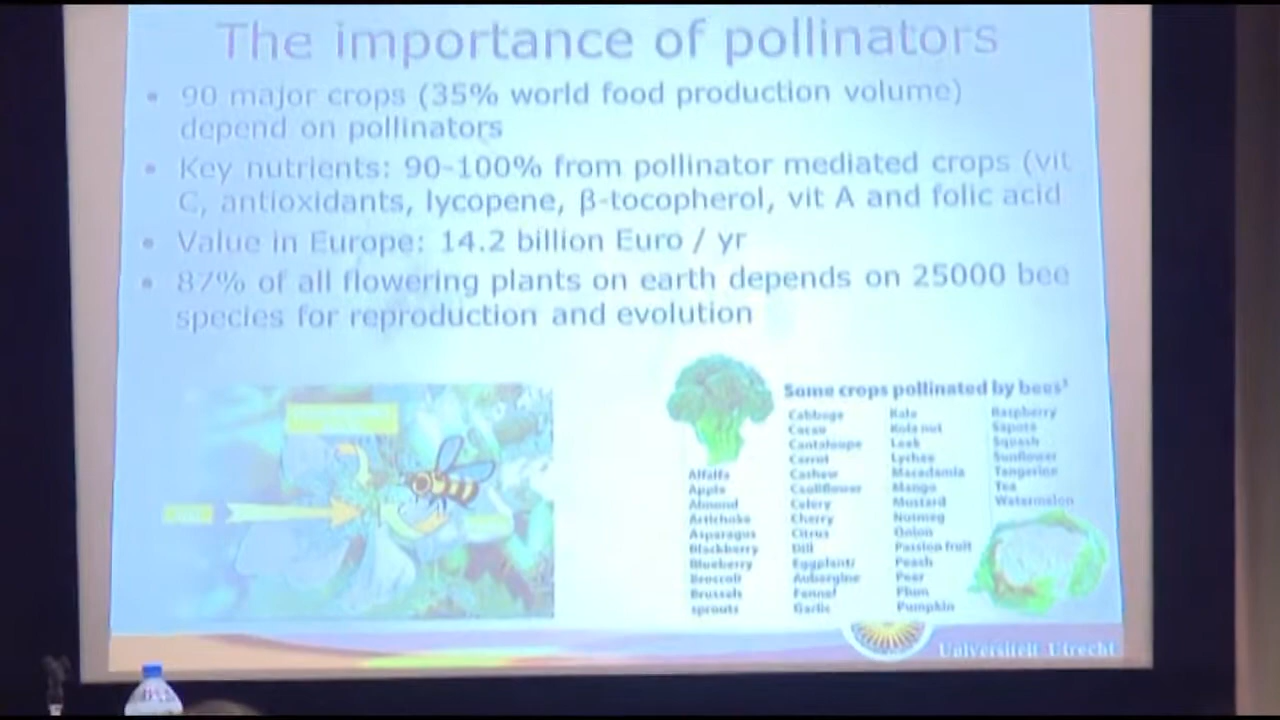 The importance of pollinators
• 90 major crops (35% world food production volume)
depend on pollinators
• Key nutrients: 90-100% from pollinator mediated crops (vit
C, antioxidants, lycopene, β-tocopherol, vit A and folic acid
• Value in Europe: 14.2 billion Euro / yr
• 87% of all flowering plants on earth depends on 25000 bee
species for reproduction and evolution
Some crops pollinated by bees¹
Alfalfa
Apple
Almond
Artichoke
Asparagus
Blackberry
Blueberry
Broccoli
Brussels
sprouts
Cabbage
Cacao
Cantaloupe
Carrot
Cashew
Cauliflower
Celery
Cherry
Citrus
Dill
Eggplant/
Aubergine
Fennel
Garlic
Kale
Kola nut
Leek
Lychee
Macadamia
Mango
Mustard
Nutmeg
Onion
Passion fruit
Peach
Pear
Plum
Pumpkin
Raspberry
Sapote
Squash
Sunflower
Tangerine
Tea
Watermelon
Universiteit Utrecht